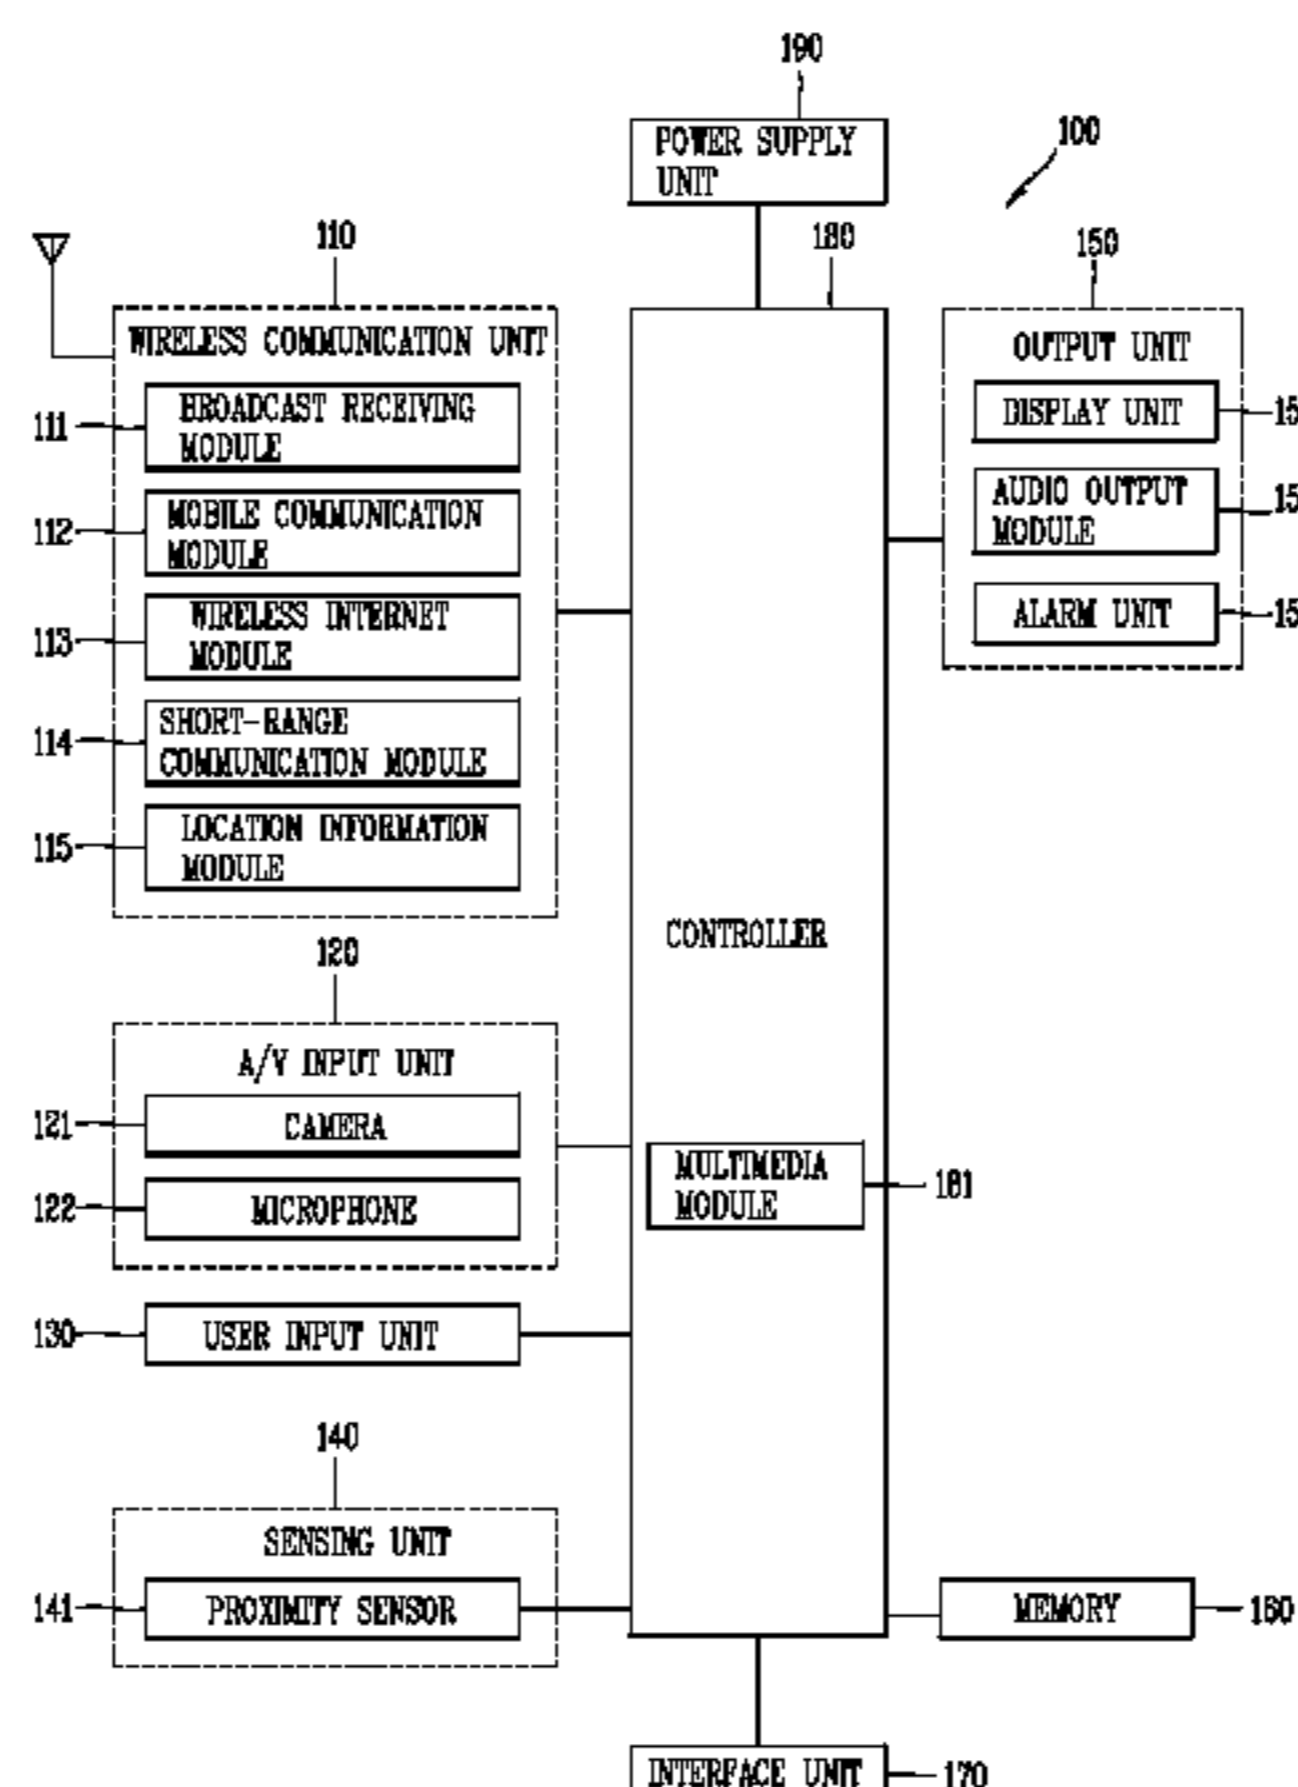 190
POWER SUPPLY
UNIT
100
110
180
150
WIRELESS COMMUNICATION UNIT
OUTPUT UNIT
111
BROADCAST RECEIVING
MODULE
DISPLAY UNIT
15
112
MOBILE COMMUNICATION
MODULE
AUDIO OUTPUT
MODULE
15
113
WIRELESS INTERNET
MODULE
ALARM UNIT
15
114
SHORT-RANGE
COMMUNICATION MODULE
115
LOCATION INFORMATION
MODULE
CONTROLLER
120
A/V INPUT UNIT
121
CAMERA
MULTIMEDIA
MODULE
181
122
MICROPHONE
130
USER INPUT UNIT
140
SENSING UNIT
141
PROXIMITY SENSOR
MEMORY
160
INTERFACE UNIT
170